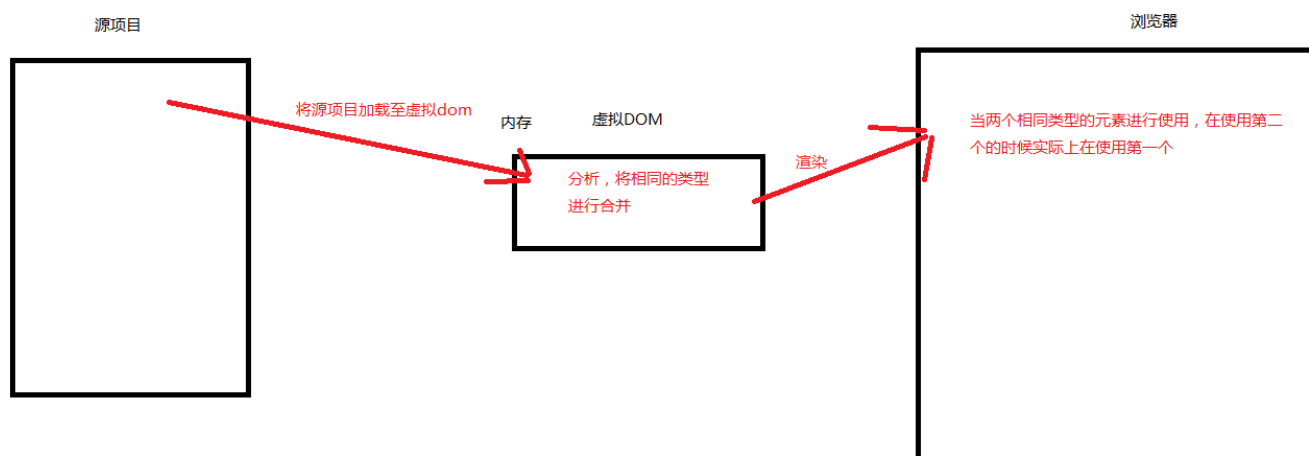 源项目
浏览器
将源项目加载至虚拟dom
内存
虚拟DOM
当两个相同类型的元素进行使用，在使用第二
个的时候实际上在使用第一个
渲染
分析，将相同的类型
进行合并